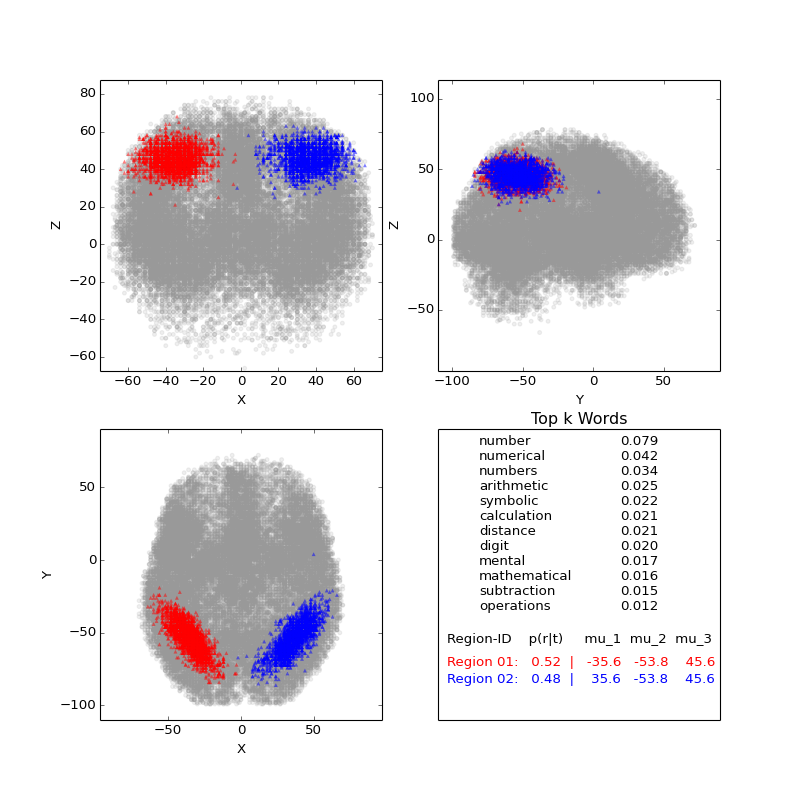 80
60
40
20
0
−20
−40
−60
Z
−60 −40 −20 0 20 40 60
X
100
50
0
−50
Z
−100 −50 0 50
Y
50
0
−50
−100
Y
−50 0 50
X
Top k Words
number 0.079
numerical 0.042
numbers 0.034
arithmetic 0.025
symbolic 0.022
calculation 0.021
distance 0.021
digit 0.020
mental 0.017
mathematical 0.016
subtraction 0.015
operations 0.012
Region-ID p(r|t) mu_1 mu_2 mu_3
Region 01: 0.52 | -35.6 -53.8 45.6
Region 02: 0.48 | 35.6 -53.8 45.6